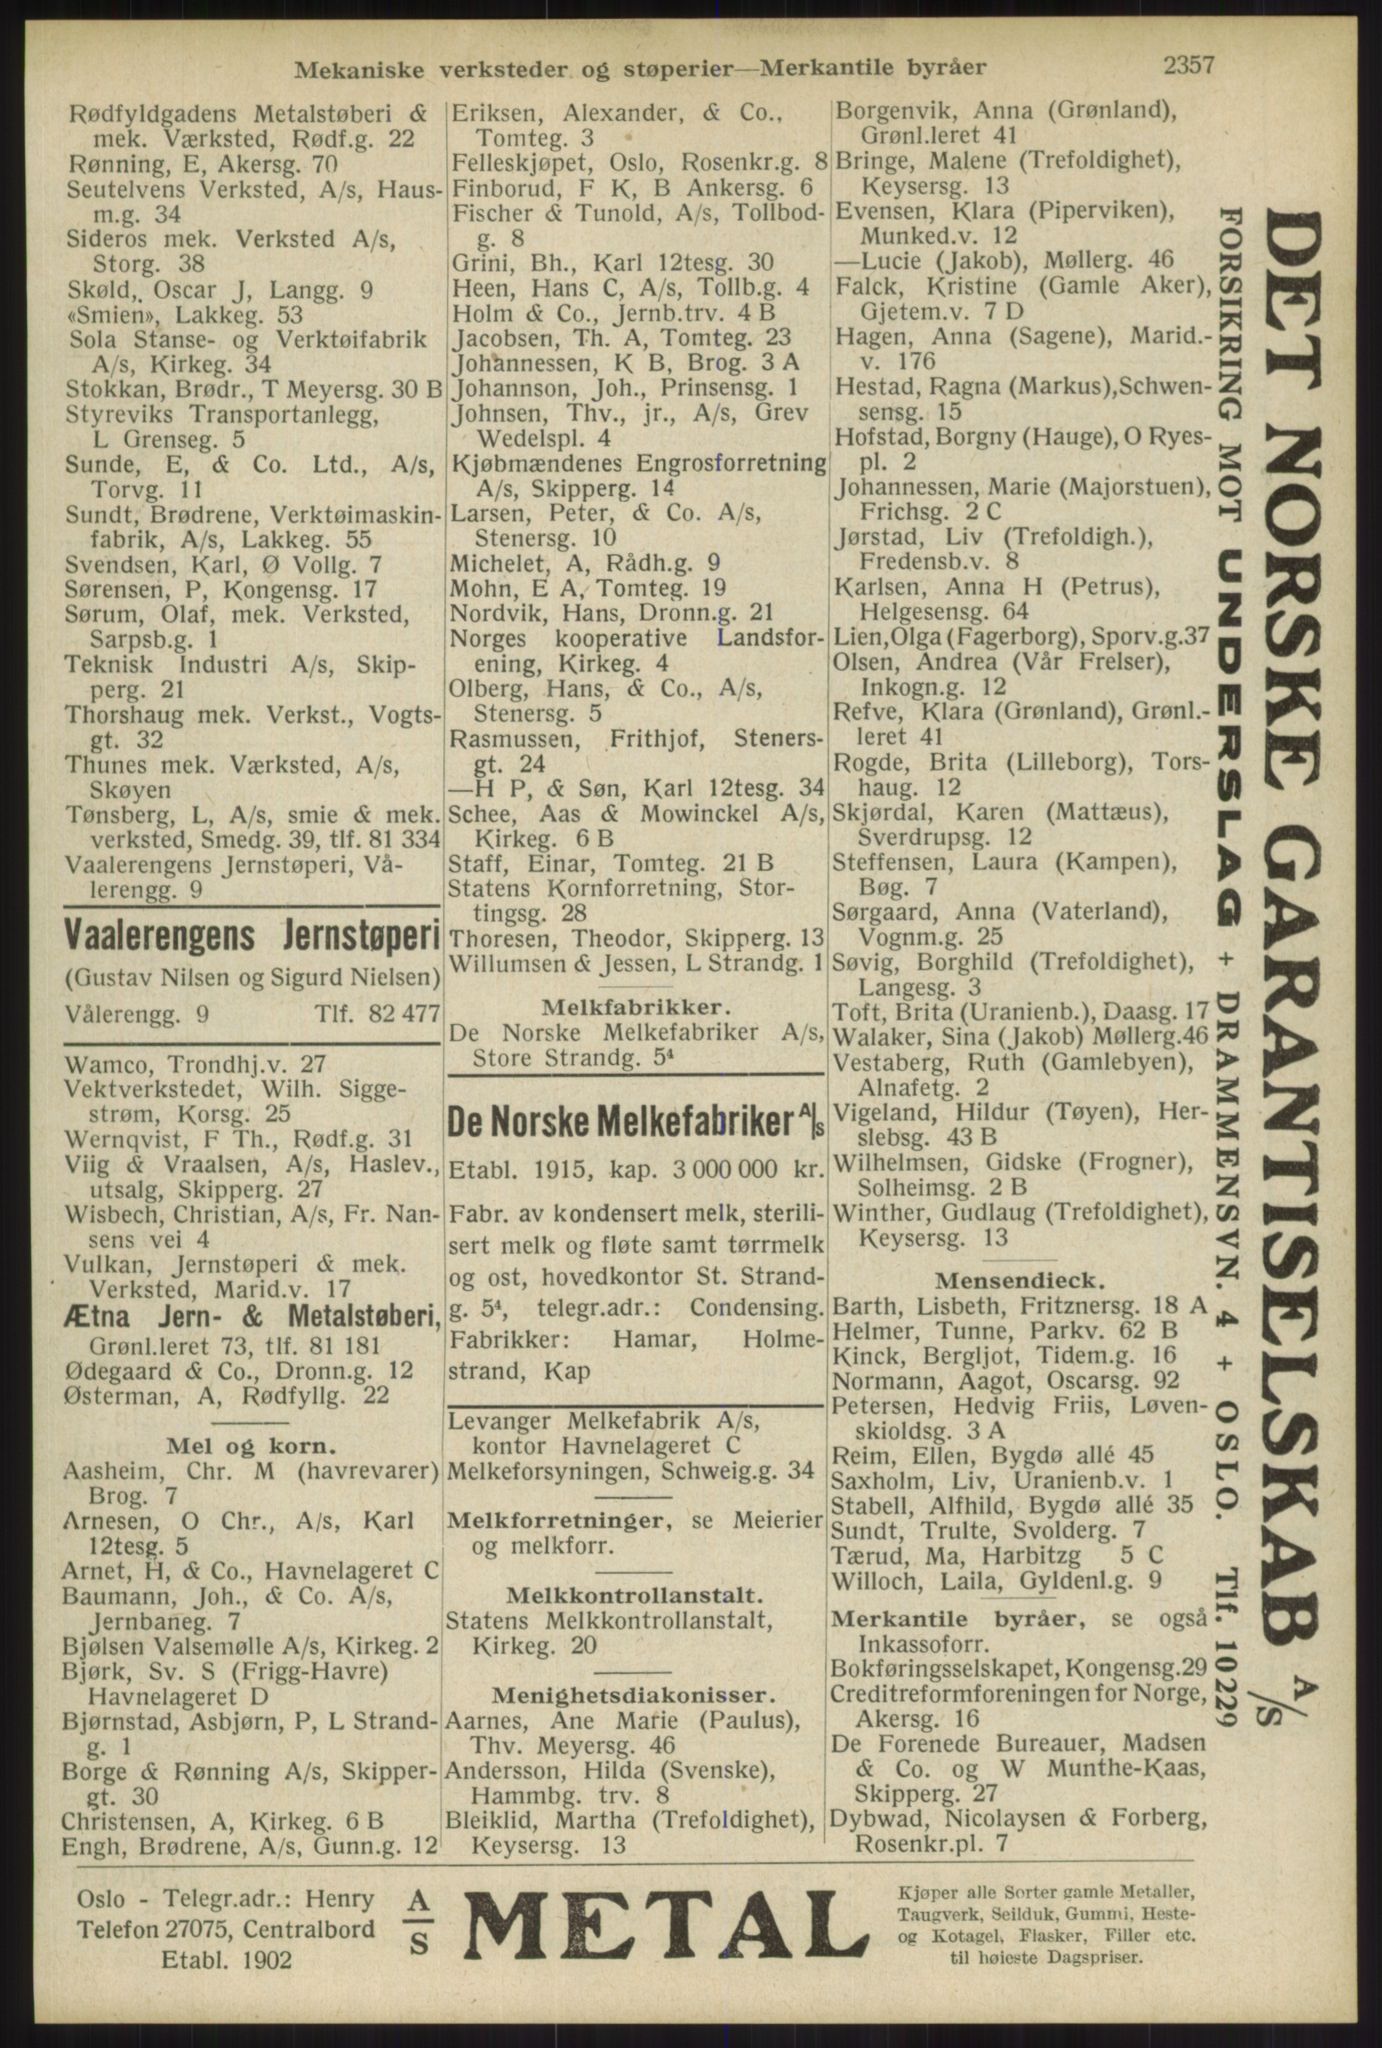 Mekaniske verksteder og støperier—Merkantile byråer 2357
Rødfyldgadens Metalstøberi &
mek. Værksted, Rødf.g. 22
Rønning, E, Akersg. 70
Seutelvens Verksted, A/s, Haus-
m.g. 34
Sideros mek. Verksted A/s,
Storg. 38
Skøld, Oscar J, Langg. 9
«Smien», Lakkeg. 53
Sola Stanse- og Verktøifabrik
A/s, Kirkeg. 34
Stokkan, Brødr., T Meyersg. 30 B
Styreviks Transportanlegg,
L Grenseg. 5
Sunde, E, & Co. Ltd., A/s,
Torvg. 11
Sundt, Brødrene, Verktøimaskin-
fabrik, A/s, Lakkeg. 55
Svendsen, Karl, Ø Vollg. 7
Sørensen, P, Kongensg. 17
Sørum, Olaf, mek. Verksted,
Sarpsb.g. 1
Teknisk Industri A/s, Skip-
perg. 21
Thorshaug mek. Verkst., Vogts-
gt. 32
Thunes mek. Værksted, A/s,
Skøyen
Tønsberg, L, A/s, smie & mek.
verksted, Smedg. 39, tlf. 81 334
Vaalerengens Jernstøperi, Vå-
lerengg. 9
Vaalerengens Jernstøperi
(Gustav Nilsen og Sigurd Nielsen)
Vålerengg. 9 Tlf. 82 477
Wamco, Trondhj.v. 27
Vektverkstedet, Wilh. Sigge-
strøm, Korsg. 25
Wernqvist, F Th., Rødf.g. 31
Viig & Vraalsen, A/s, Haslev.,
utsalg, Skipperg. 27
Wisbech, Christian, A/s, Fr. Nan-
sens vei 4
Vulkan, Jernstøperi & mek.
Verksted, Marid.v. 17
Ætna Jern- & Metalstøberi,
Grønl.leret 73, tlf. 81 181
Ødegaard & Co., Dronn.g. 12
Østerman, A, Rødfyllg. 22
Mel og korn.
Aasheim, Chr. M (havrevarer)
Brog. 7
Arnesen, O Chr., A/s, Karl
12tesg. 5
Arnet, H, & Co., Havnelageret C
Baumann, Joh., & Co. A/s,
Jernbaneg. 7
Bjølsen Valsemølle A/s, Kirkeg. 2
Bjørk, Sv. S (Frigg-Havre)
Havnelageret D
Bjørnstad, Asbjørn, P, L Strand-
g. 1
Borge & Rønning A/s, Skipper-
gt. 30
Christensen, A, Kirkeg. 6 B
Engh, Brødrene, A/s, Gunn.g. 12
Eriksen, Alexander, & Co.,
Tomteg. 3
Felleskjøpet, Oslo, Rosenkr.g. 8
Finborud, F K, B Ankersg. 6
Fischer & Tunold, A/s, Tollbod-
g. 8
Grini, Bh., Karl 12tesg. 30
Heen, Hans C, A/s, Tollb.g. 4
Holm & Co., Jernb.trv. 4 B
Jacobsen, Th. A, Tomteg. 23
Johannessen, K B, Brog. 3 A
Johannson, Joh., Prinsensg. 1
Johnsen, Thv., jr., A/s, Grev
Wedelspl. 4
Kjøbmændenes Engrosforretning
A/s, Skipperg. 14
Larsen, Peter, & Co. A/s,
Stenersg. 10
Michelet, A, Rådh.g. 9
Mohn, E A, Tomteg. 19
Nordvik, Hans, Dronn.g. 21
Norges kooperative Landsfor-
ening, Kirkeg. 4
Olberg, Hans, & Co., A/s,
Stenersg. 5
Rasmussen, Frithjof, Steners-
gt. 24
—H P, & Søn, Karl 12tesg. 34
Schee, Aas & Mowinckel A/s,
Kirkeg. 6 B
Staff, Einar, Tomteg. 21 B
Statens Kornforretning, Stor-
tingsg. 28
Thoresen, Theodor, Skipperg. 13
Willumsen & Jessen, L Strandg. 1
Melkfabrikker.
De Norske Melkefabriker A/s,
Store Strandg. 5⁴
De Norske Melkefabriker A/s
Etabl. 1915, kap. 3 000 000 kr.
Fabr. av kondensert melk, sterili-
sert melk og fløte samt tørrmelk
og ost, hovedkontor St. Strand-
g. 5⁴, telegr.adr.: Condensing.
Fabrikker: Hamar, Holme-
strand, Kap
Levanger Melkefabrik A/s,
kontor Havnelageret C
Melkeforsyningen, Schweig.g. 34
Melkforretninger, se Meierier
og melkforr.
Melkkontrollanstalt.
Statens Melkkontrollanstalt,
Kirkeg. 20
Menighetsdiakonisser.
Aarnes, Ane Marie (Paulus),
Thv. Meyersg. 46
Andersson, Hilda (Svenske),
Hammbg. trv. 8
Bleiklid, Martha (Trefoldighet),
Keysersg. 13
Borgenvik, Anna (Grønland),
Grønl.leret 41
Bringe, Malene (Trefoldighet),
Keysersg. 13
Evensen, Klara (Piperviken),
Munked.v. 12
—Lucie (Jakob), Møllerg. 46
Falck, Kristine (Gamle Aker),
Gjetem.v. 7 D
Hagen, Anna (Sagene), Marid.-
v. 176
Hestad, Ragna (Markus),Schwen-
sensg. 15
Hofstad, Borgny (Hauge), O Ryes-
pl. 2
Johannessen, Marie (Majorstuen),
Frichsg. 2 C
Jørstad, Liv (Trefoldigh.),
Fredensb.v. 8
Karlsen, Anna H (Petrus),
Helgesensg. 64
Lien,Olga (Fagerborg), Sporv.g.37
Olsen, Andrea (Vår Frelser),
Inkogn.g. 12
Refve, Klara (Grønland), Grønl.-
leret 41
Rogde, Brita (Lilleborg), Tors-
haug. 12
Skjørdal, Karen (Mattæus),
Sverdrupsg. 12
Steffensen, Laura (Kampen),
Bøg. 7
Sørgaard, Anna (Vaterland),
Vognm.g. 25
Søvig, Borghild (Trefoldighet),
Langesg. 3
Toft, Brita (Uranienb.), Daasg. 17
Walaker, Sina (Jakob) Møllerg.46
Vestaberg, Ruth (Gamlebyen),
Alnafetg. 2
Vigeland, Hildur (Tøyen), Her-
slebsg. 43 B
Wilhelmsen, Gidske (Frogner),
Solheimsg. 2 B
Winther, Gudlaug (Trefoldighet),
Keysersg. 13
Mensendieck.
Barth, Lisbeth, Fritznersg. 18 A
Helmer, Tunne, Parkv. 62 B
Kinck, Bergljot, Tidem.g. 16
Normann, Aagot, Oscarsg. 92
Petersen, Hedvig Friis, Løven-
skioldsg. 3 A
Reim, Ellen, Bygdø allé 45
Saxholm, Liv, Uranienb.v. 1
Stabell, Alfhild, Bygdø allé 35
Sundt, Trulte, Svolderg. 7
Tærud, Ma, Harbitzg 5 C
Willoch, Laila, Gyldenl.g. 9
Merkantile byråer, se også
Inkassoforr.
Bokføringsselskapet, Kongensg.29
Creditreformforeningen for Norge,
Akersg. 16
De Forenede Bureauer, Madsen
& Co. og W Munthe-Kaas,
Skipperg. 27
Dybwad, Nicolaysen & Forberg,
Rosenkr.pl. 7
DET NORSKE GARANTISELSKAB A/S
FORSIKRING MOT UNDERSLAG + DRAMMENSVN. 4 + OSLO. Tlf. 10229
Oslo - Telegr.adr.: Henry
Telefon 27075, Centralbord
Etabl. 1902
A/S METAL
Kjøper alle Sorter gamle Metaller,
Taugverk, Seilduk, Gummi, Heste-
og Kotagel, Flasker, Filler etc.
til høieste Dagspriser.